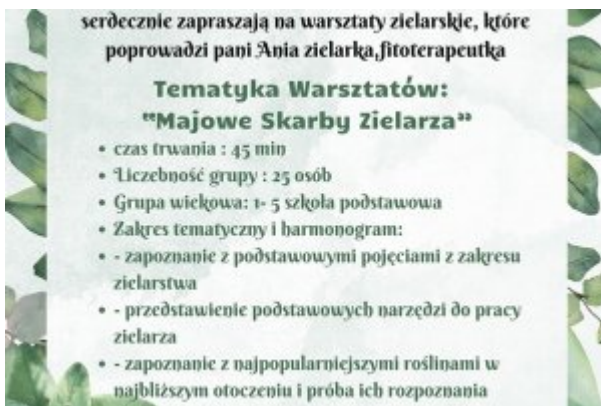 serdecznie zapraszają na warsztaty zielarskie, które
poprowadzi pani Ania zielarka,fitoterapeutka
Tematyka Warsztatów:
"Majowe Skarby Zielarza"
• czas trwania : 45 min
• Liczebność grupy : 25 osób
• Grupa wiekowa: 1- 5 szkoła podstawowa
• Zakres tematyczny i harmonogram:
• - zapoznanie z podstawowymi pojęciami z zakresu
zielarstwa
• - przedstawienie podstawowych narzędzi do pracy
zielarza
• - zapoznanie z najpopularniejszymi roślinami w
najbliższym otoczeniu i próba ich rozpoznania